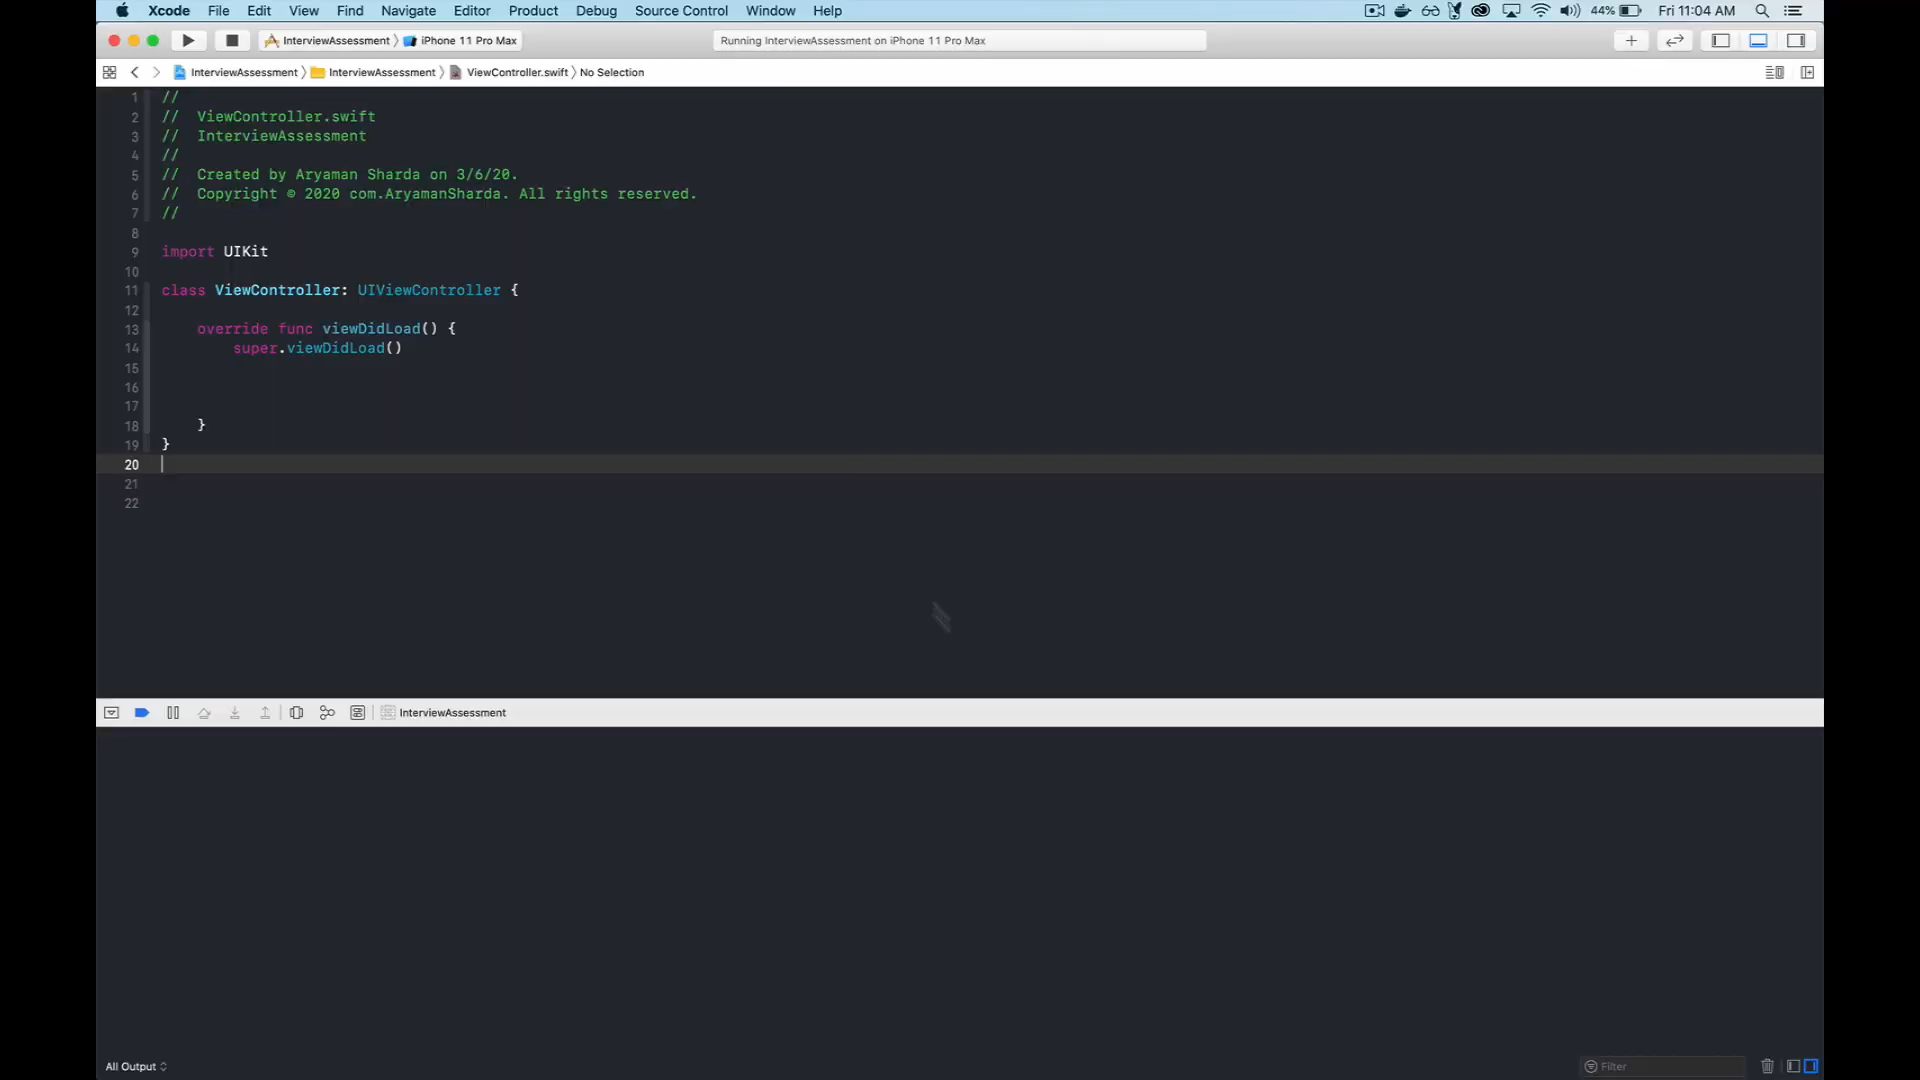 Xcode File Edit View Find Navigate Editor Product Debug Source Control Window Help 44% Fri 11:04 AM
InterviewAssessment iPhone 11 Pro Max Running InterviewAssessment on iPhone 11 Pro Max
InterviewAssessment InterviewAssessment ViewController.swift No Selection
1 //
2 // ViewController.swift
3 // InterviewAssessment
4 //
5 // Created by Aryaman Sharda on 3/6/20.
6 // Copyright © 2020 com.AryamanSharda. All rights reserved.
7 //
8
9 import UIKit
10
11 class ViewController: UIViewController {
12
13 override func viewDidLoad() {
14 super.viewDidLoad()
15
16
17
18 }
19 }
20
21
22
InterviewAssessment
All Output Filter